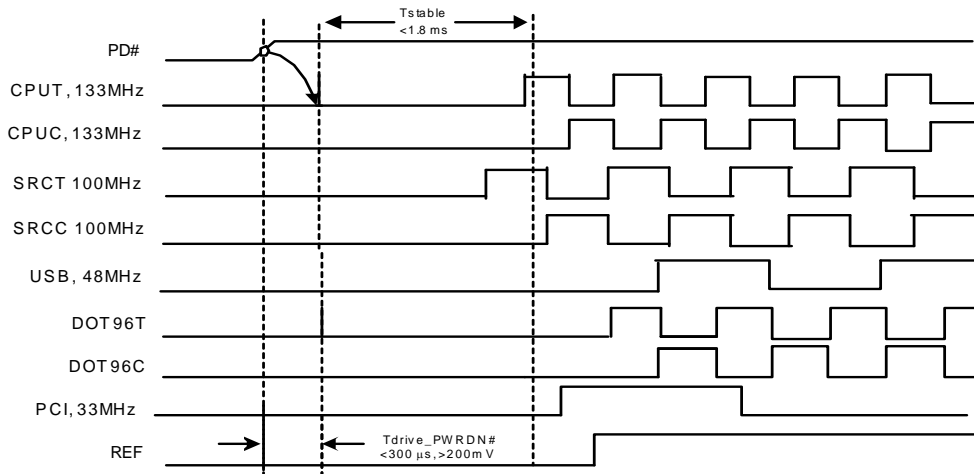 Tstable
<1.8 ms
PD#
CPUT, 133MHz
CPUC, 133MHz
SRCT 100MHz
SRCC 100MHz
USB, 48MHz
DOT96T
DOT96C
PCI, 33MHz
REF
Tdrive_PWRDN#
<300 µs, >200mV